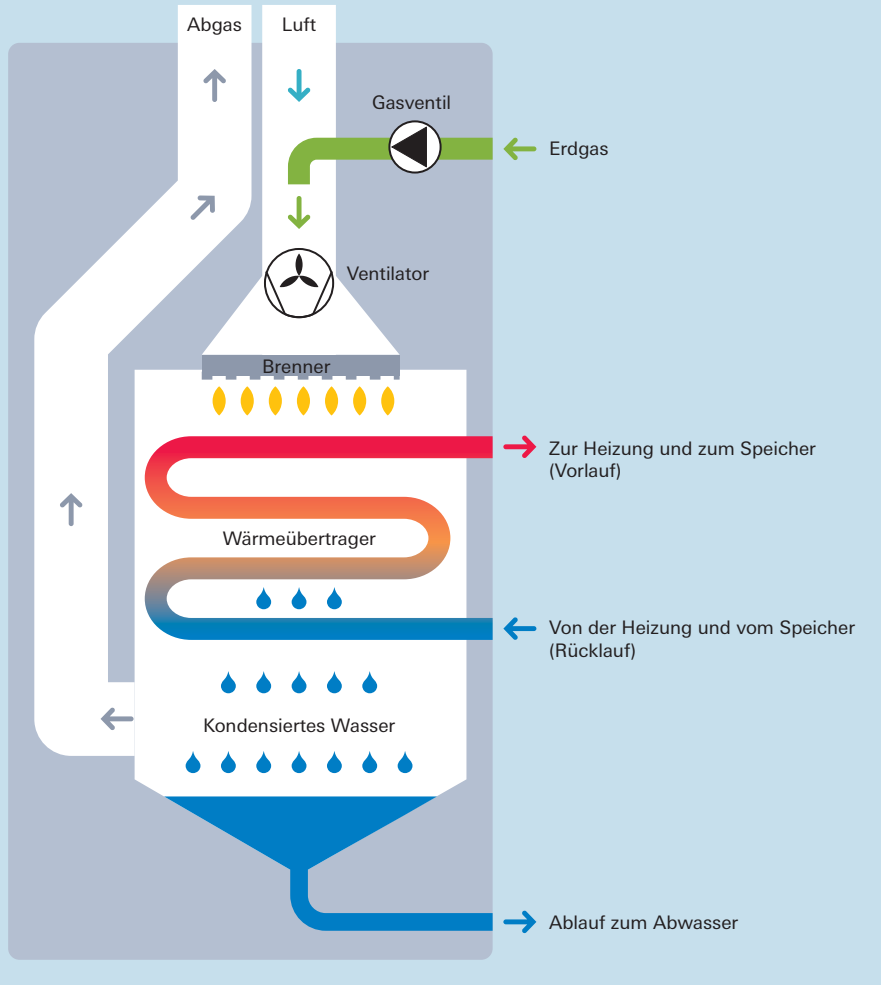 Abgas
Luft
Gasventil
Erdgas
Ventilator
Brenner
Zur Heizung und zum Speicher
(Vorlauf)
Wärmeübertrager
Von der Heizung und vom Speicher
(Rücklauf)
Kondensiertes Wasser
Ablauf zum Abwasser